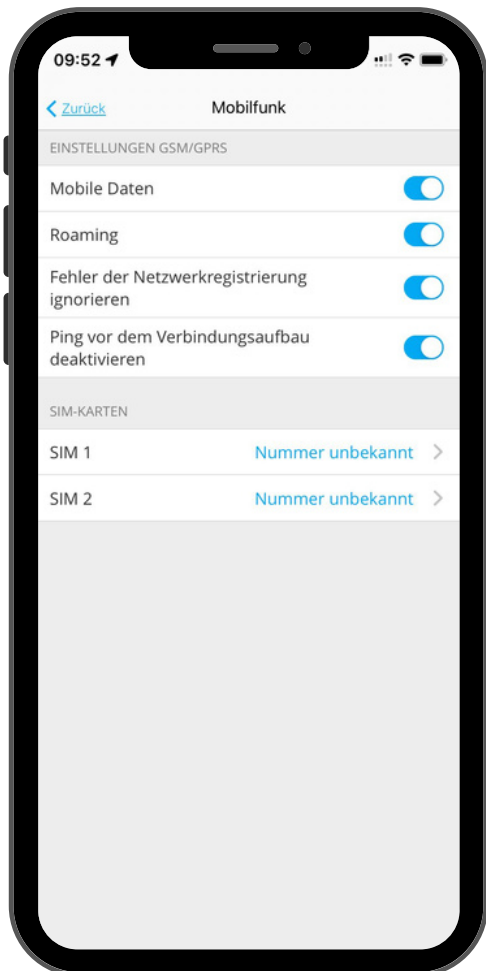 09:52
Zurück
Mobilfunk
EINSTELLUNGEN GSM/GPRS
Mobile Daten
Roaming
Fehler der Netzwerkregistrierung
ignorieren
Ping vor dem Verbindungsaufbau
deaktivieren
SIM-KARTEN
SIM 1 Nummer unbekannt
SIM 2 Nummer unbekannt